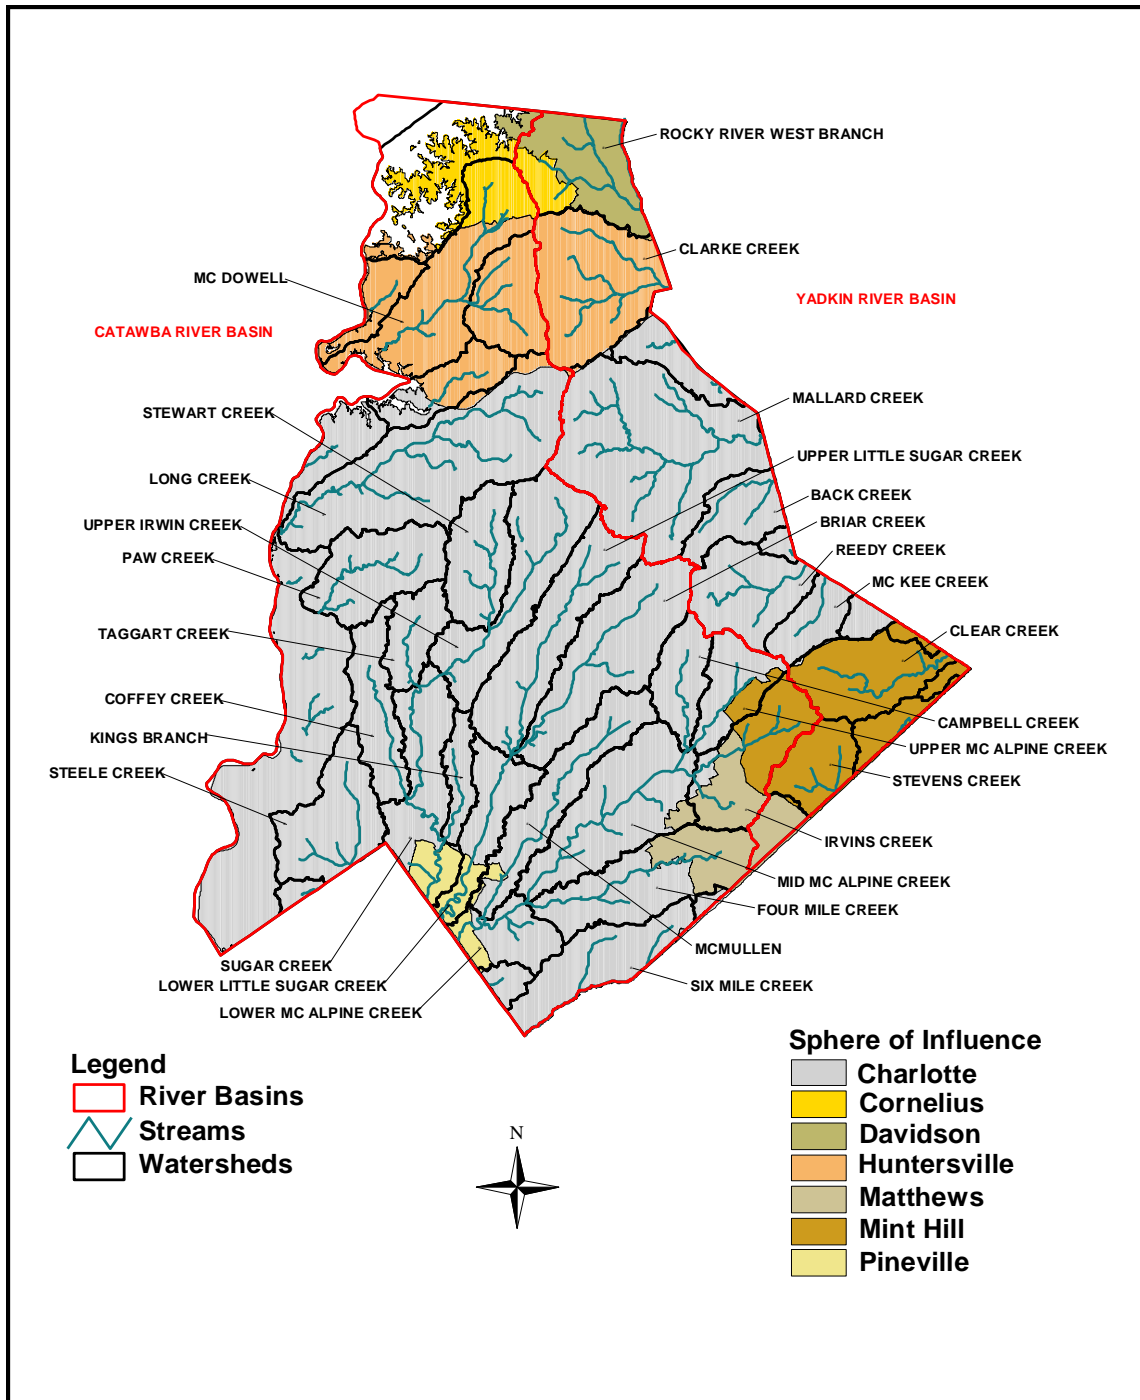 ROCKY RIVER WEST BRANCH
CLARKE CREEK
MC DOWELL
YADKIN RIVER BASIN
CATAWBA RIVER BASIN
MALLARD CREEK
STEWART CREEK
UPPER LITTLE SUGAR CREEK
LONG CREEK
BACK CREEK
UPPER IRWIN CREEK
BRIAR CREEK
REEDY CREEK
PAW CREEK
MC KEE CREEK
TAGGART CREEK
CLEAR CREEK
COFFEY CREEK
CAMPBELL CREEK
KINGS BRANCH
UPPER MC ALPINE CREEK
STEELE CREEK
STEVENS CREEK
IRVINS CREEK
MID MC ALPINE CREEK
FOUR MILE CREEK
MCMULLEN
SUGAR CREEK
LOWER LITTLE SUGAR CREEK
SIX MILE CREEK
LOWER MC ALPINE CREEK
Legend
River Basins
Streams
Watersheds
N
Sphere of Influence
Charlotte
Cornelius
Davidson
Huntersville
Matthews
Mint Hill
Pineville